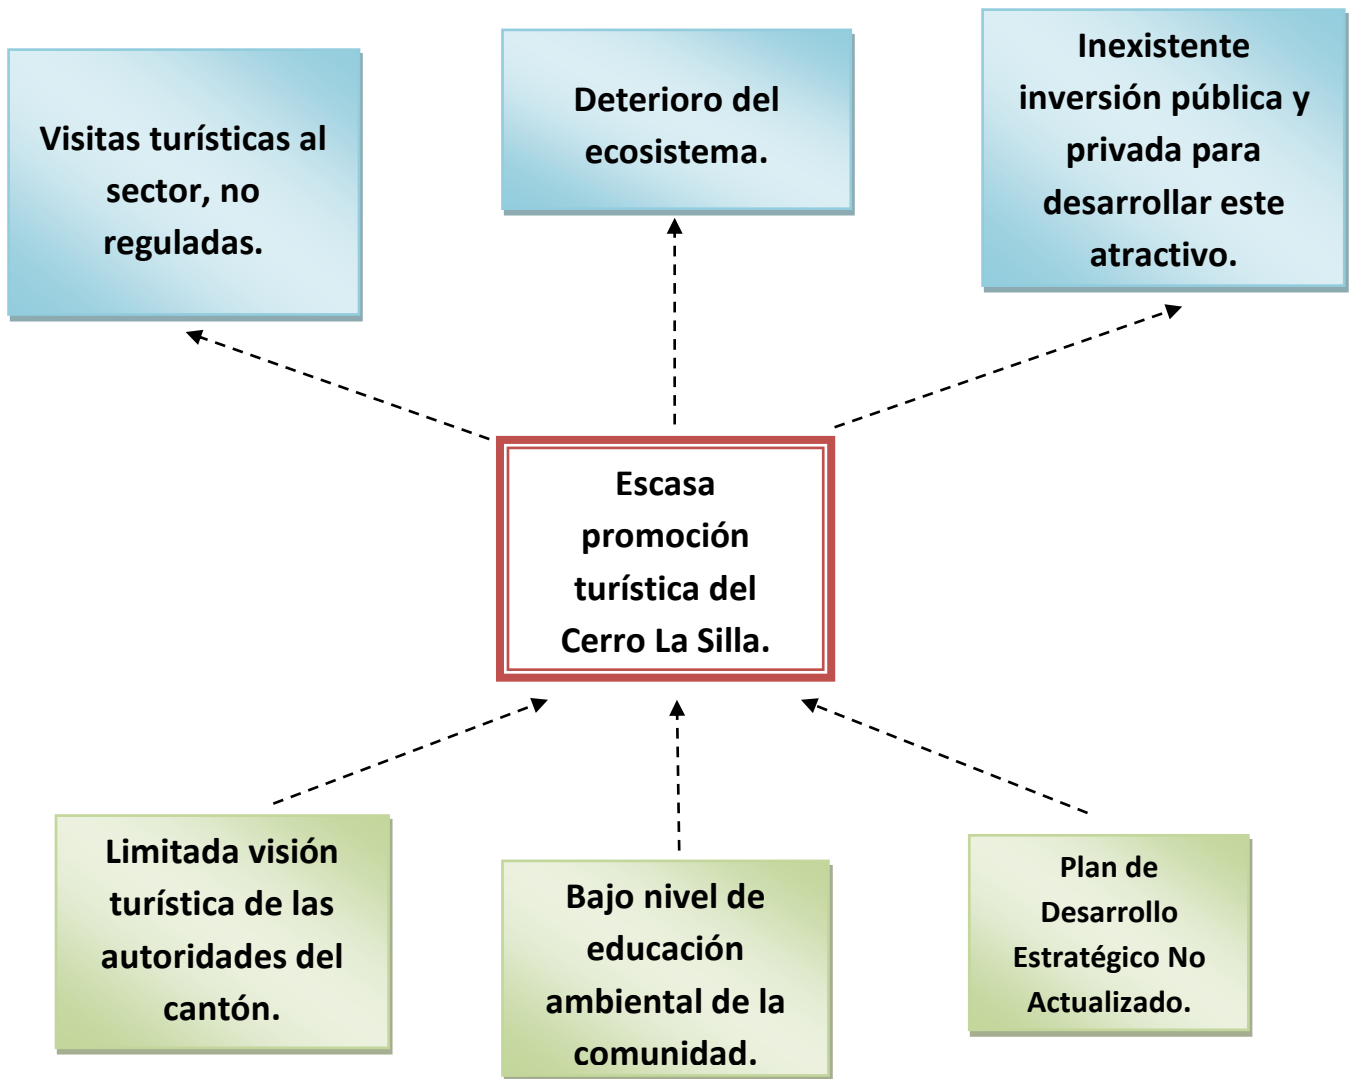 Visitas turísticas al
sector, no
reguladas.
Deterioro del
ecosistema.
Inexistente
inversión pública y
privada para
desarrollar este
atractivo.
Escasa
promoción
turística del
Cerro La Silla.
Limitada visión
turística de las
autoridades del
cantón.
Bajo nivel de
educación
ambiental de la
comunidad.
Plan de
Desarrollo
Estratégico No
Actualizado.